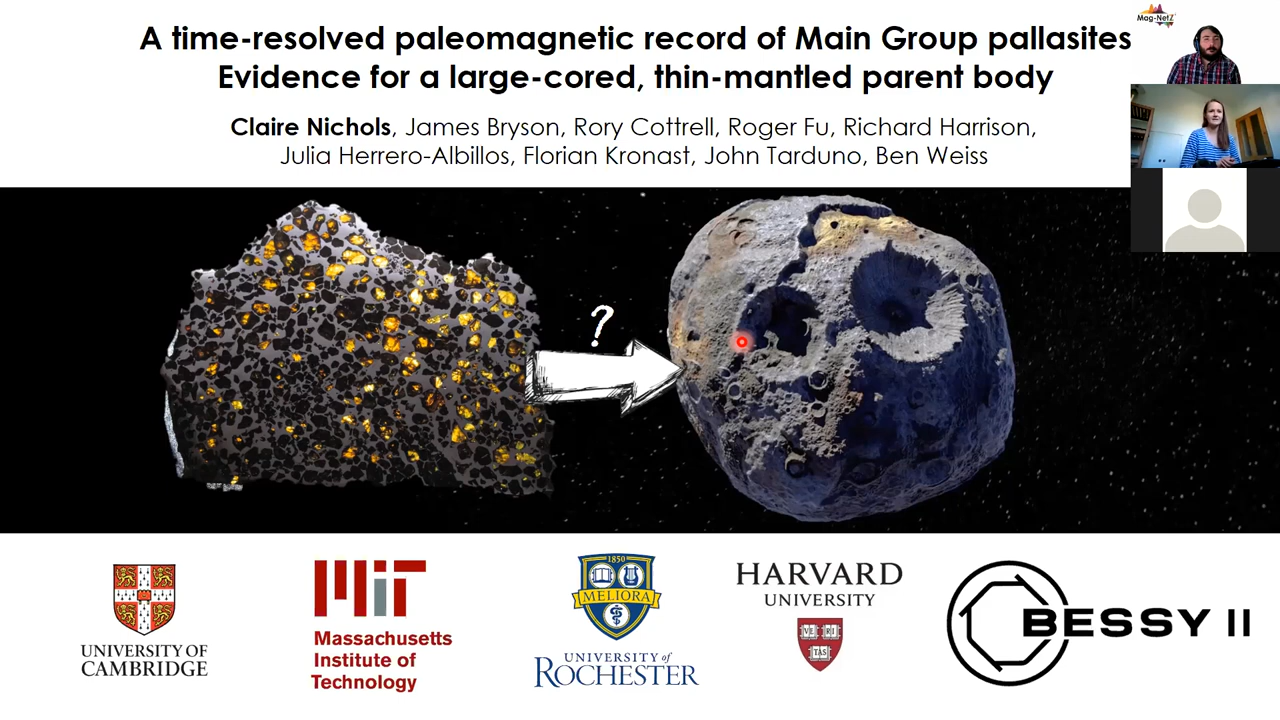 A time-resolved paleomagnetic record of Main Group pallasites
Evidence for a large-cored, thin-mantled parent body
Claire Nichols, James Bryson, Rory Cottrell, Roger Fu, Richard Harrison,
Julia Herrero-Albillos, Florian Kronast, John Tarduno, Ben Weiss
Mag-NetZ
?
UNIVERSITY OF
CAMBRIDGE
MIT
Massachusetts
Institute of
Technology
1850
MELIORA
UNIVERSITY of
ROCHESTER
HARVARD
UNIVERSITY
VE RI
TAS
BESSY II